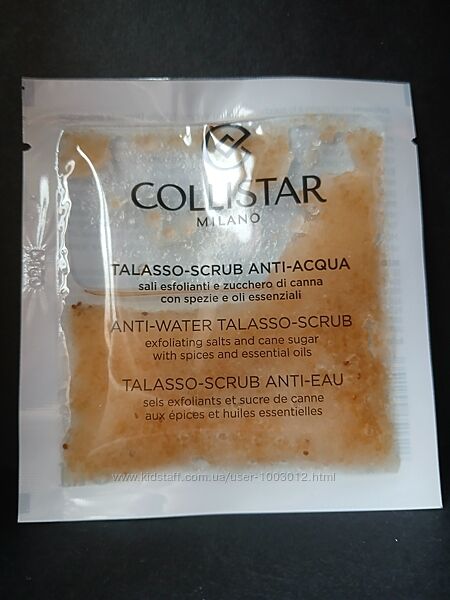 COLLISTAR
MILANO
TALASSO-SCRUB ANTI-ACQUA
sali esfolianti e zucchero di canna
con spezie e oli essenziali
ANTI-WATER TALASSO-SCRUB
exfoliating salts and cane sugar
with spices and essential oils
TALASSO-SCRUB ANTI-EAU
sels exfoliants et sucre de canne
aux épices et huiles essentielles
www.kidstaff.com.ua/user-1003012.html